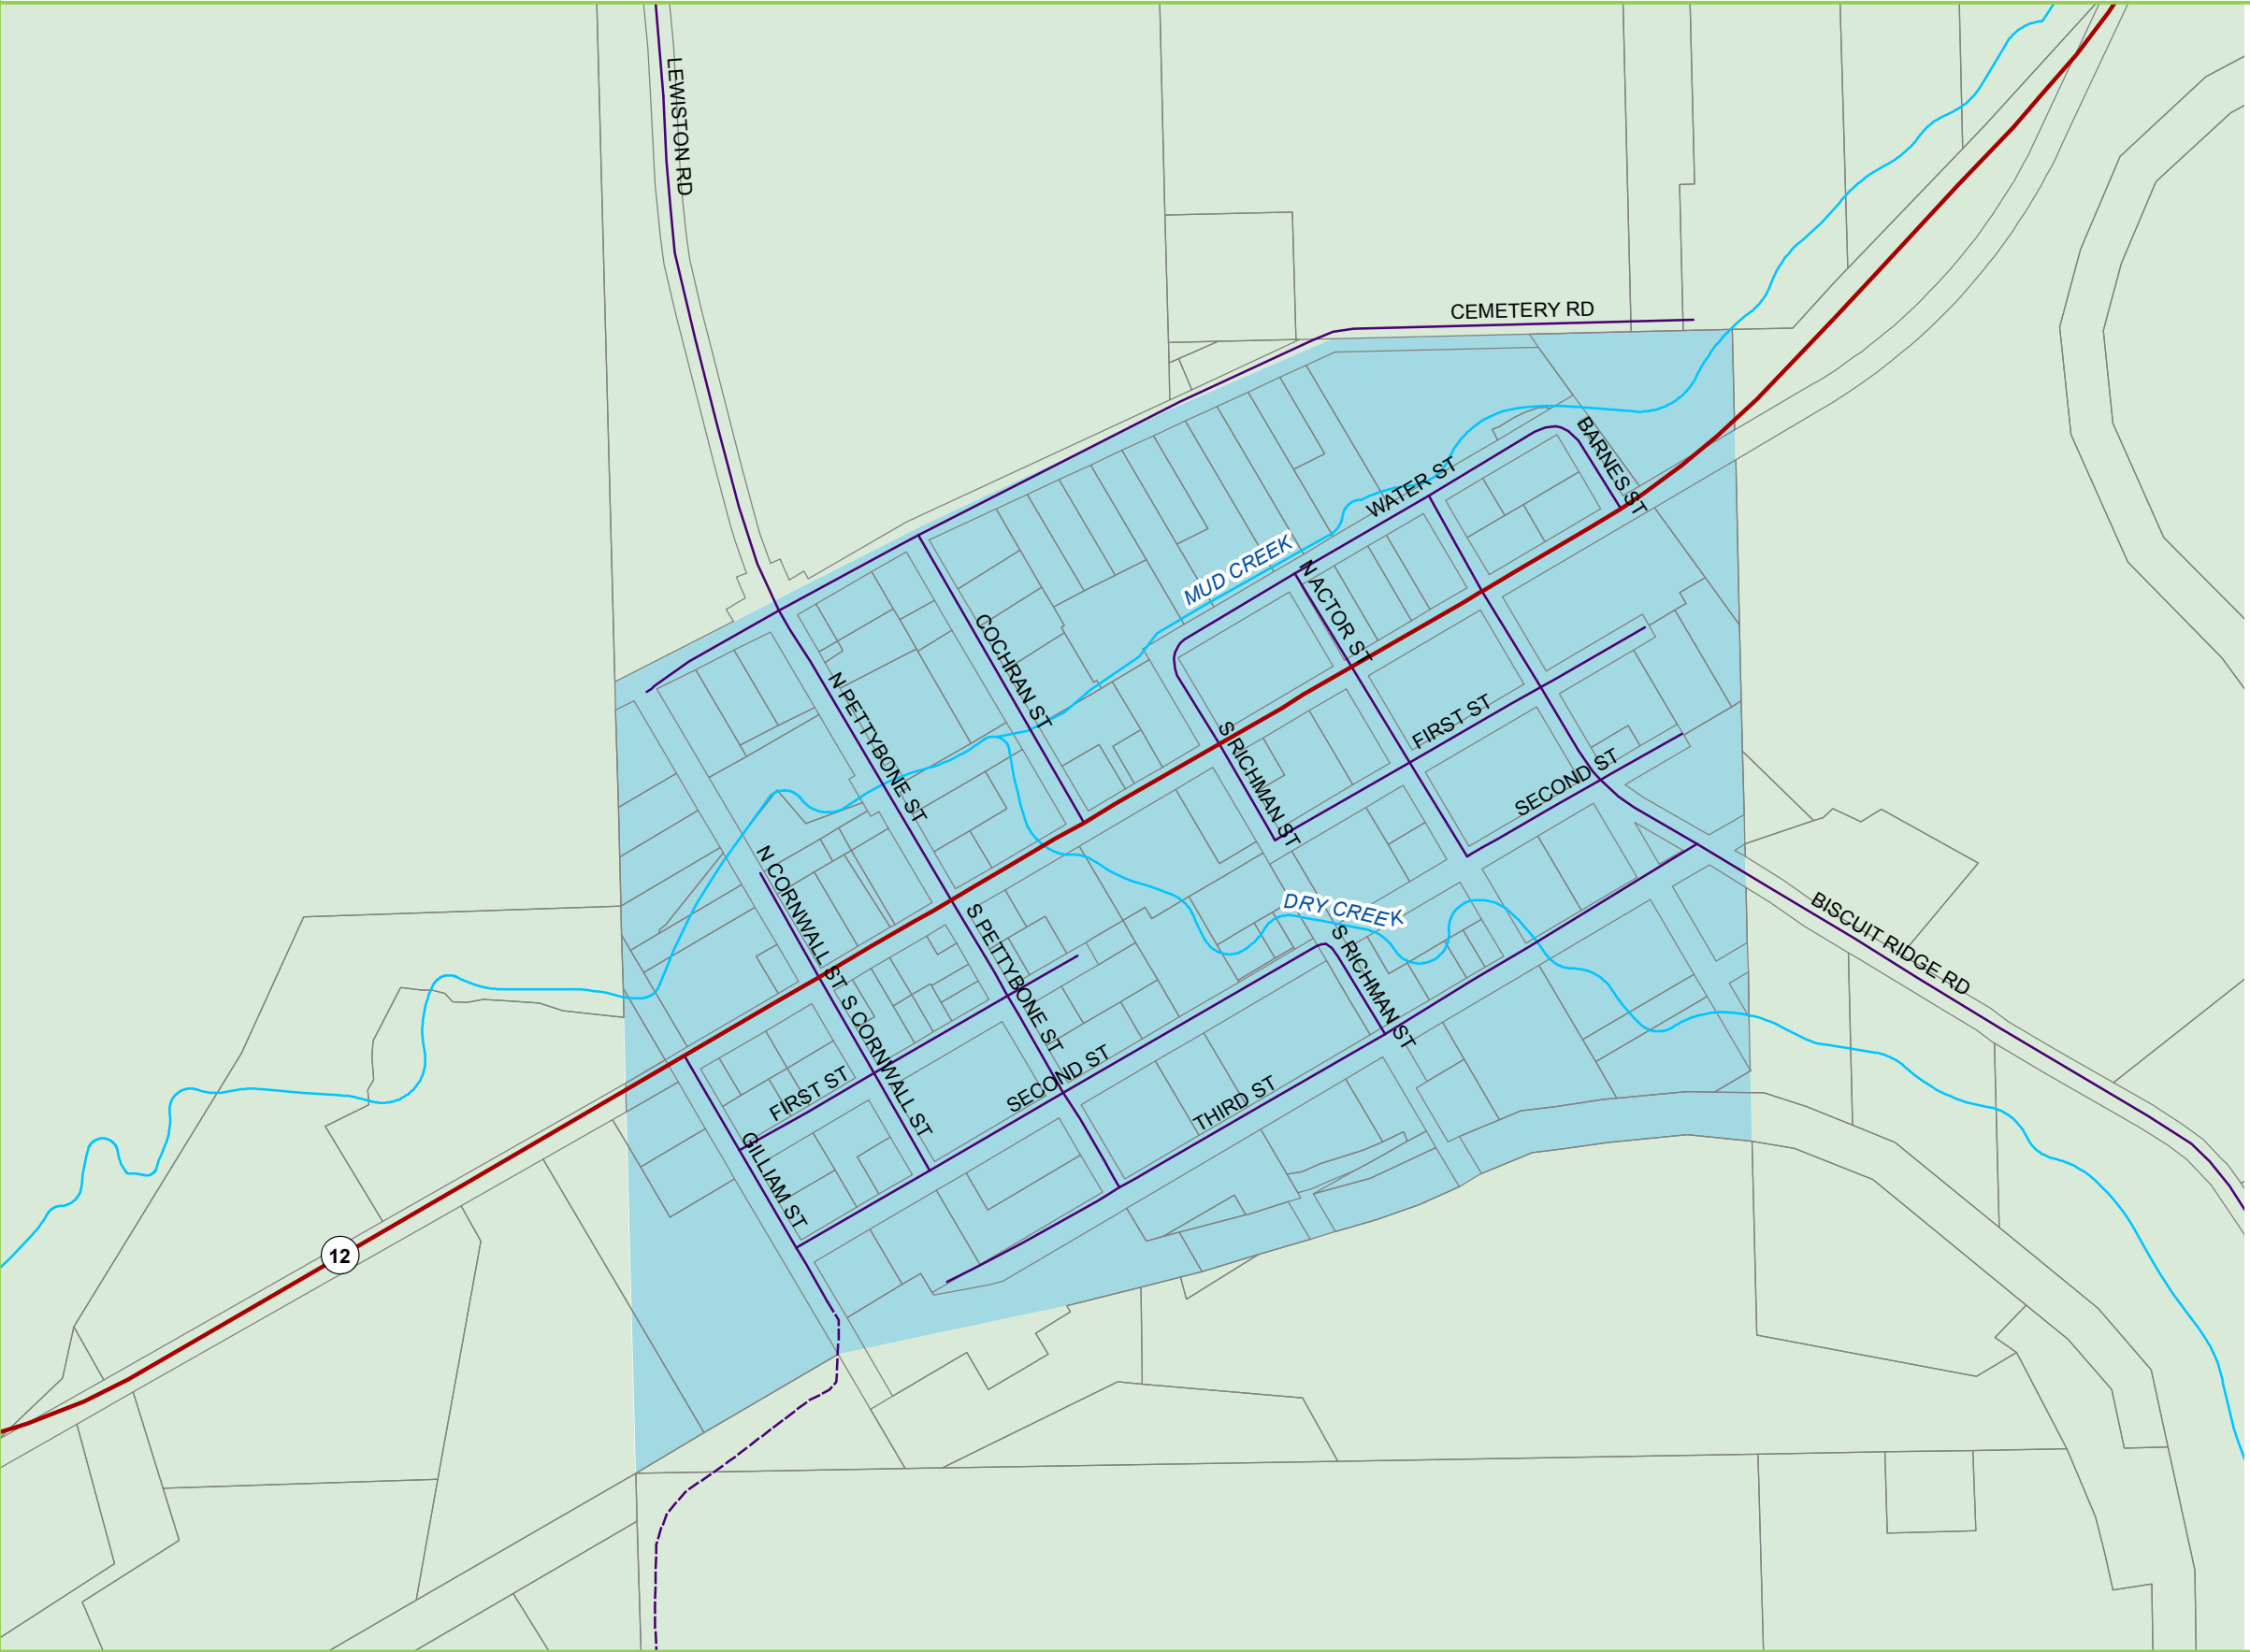 LEWISTON RD
CEMETERY RD
BARNES ST
WATER ST
MUD CREEK
N ACTOR ST
COCHRAN ST
N PETTYBONE ST
S RICHMAN ST
FIRST ST
SECOND ST
N CORNWALL ST
S PETTYBONE ST
DRY CREEK
S RICHMAN ST
BISCUIT RIDGE RD
S CORNWALL ST
FIRST ST
SECOND ST
THIRD ST
GILLIAM ST
12